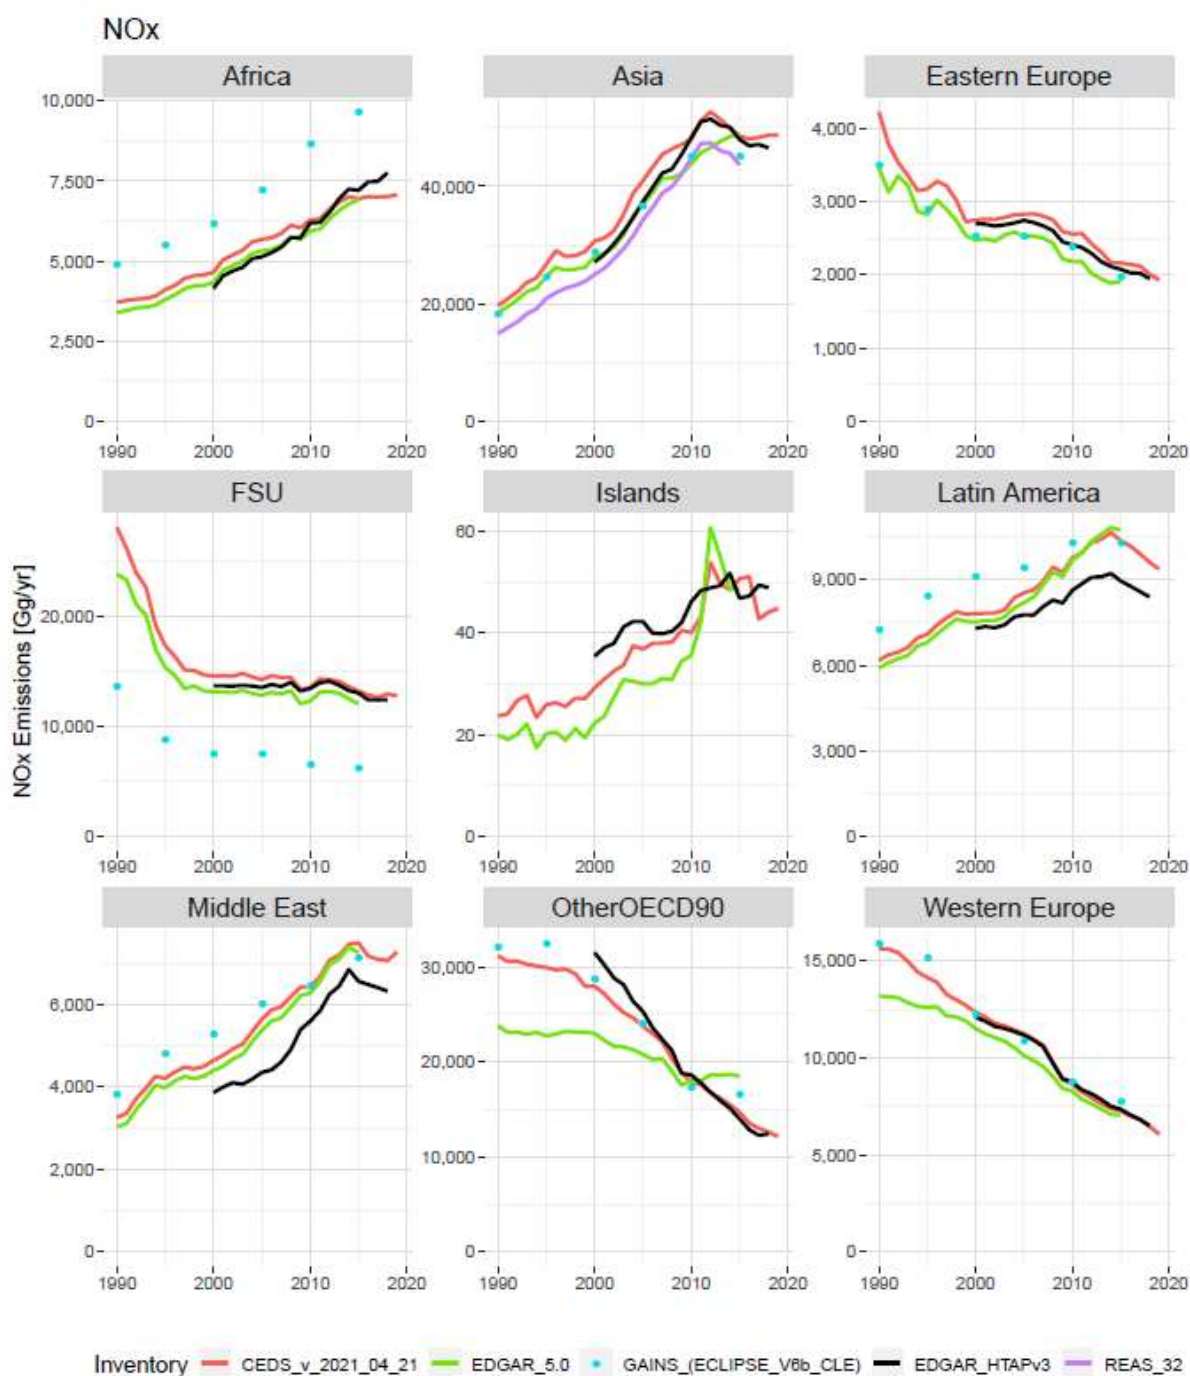 NOx
Africa
Asia
Eastern Europe
10,000
7,500
5,000
2,500
0
1990 2000 2010 2020
40,000
20,000
0
1990 2000 2010 2020
4,000
3,000
2,000
1,000
0
1990 2000 2010 2020
FSU
Islands
Latin America
NOx Emissions [Gg/yr]
20,000
10,000
0
1990 2000 2010 2020
60
40
20
0
1990 2000 2010 2020
9,000
6,000
3,000
0
1990 2000 2010 2020
Middle East
OtherOECD90
Western Europe
6,000
4,000
2,000
0
1990 2000 2010 2020
30,000
20,000
10,000
0
1990 2000 2010 2020
15,000
10,000
5,000
0
1990 2000 2010 2020
Inventory CEDS_v_2021_04_21 EDGAR_5.0 GAINS_(ECLIPSE_V6b_CLE) EDGAR_HTAPv3 REAS_32